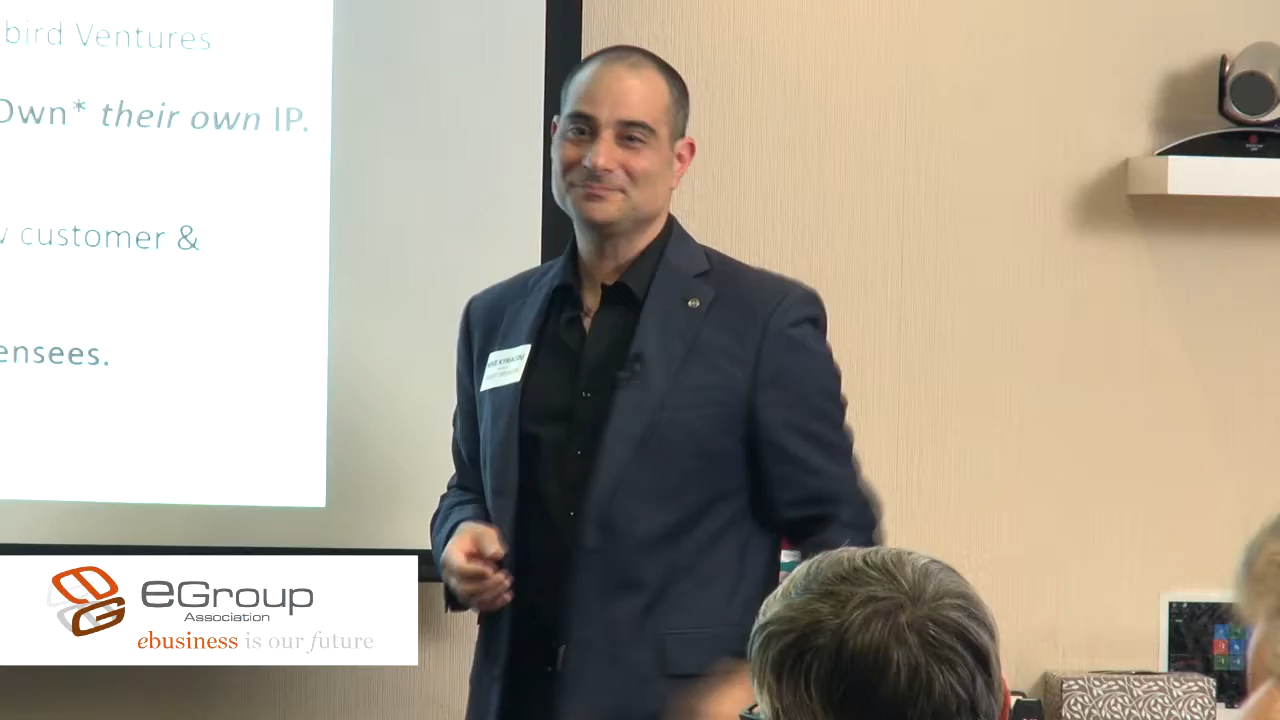 bird Ventures
Own* their own IP.
customer &
ensees.
eGroup
Association
ebusiness is our future